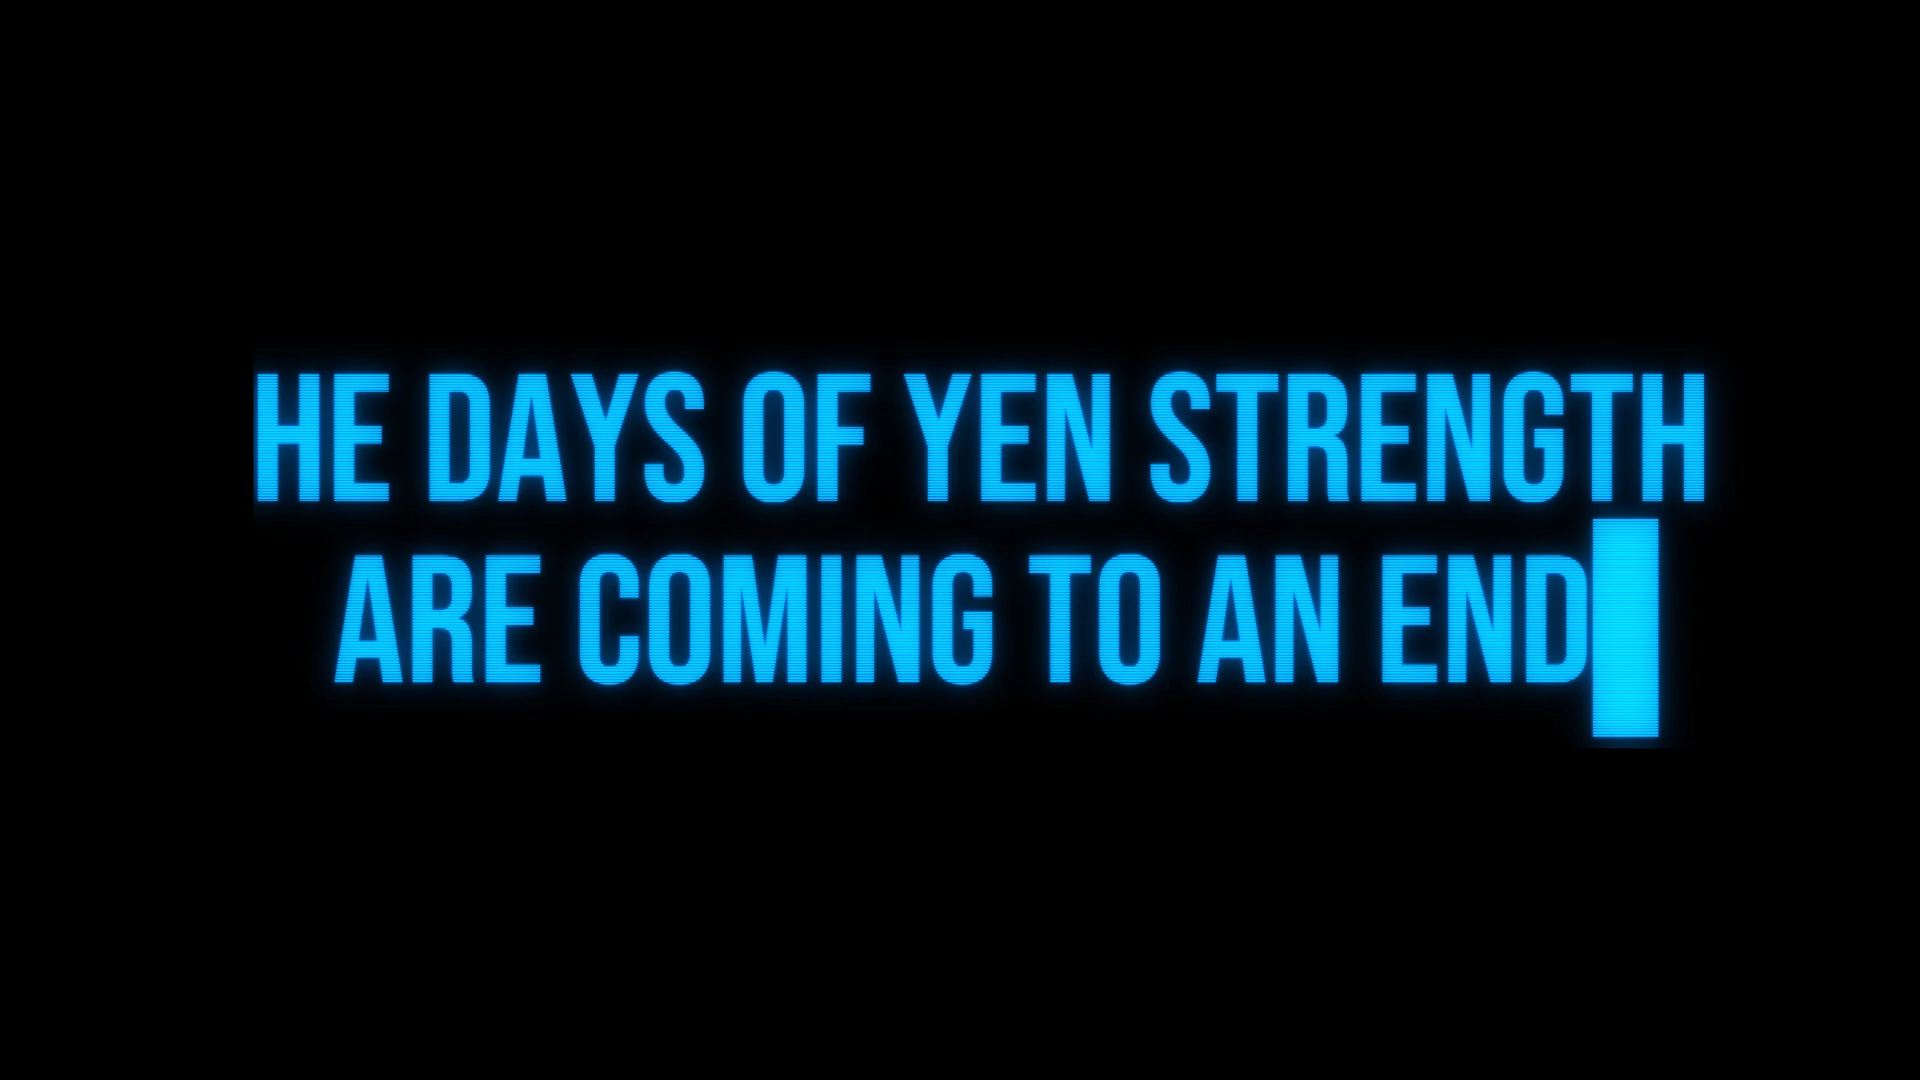 HE DAYS OF YEN STRENGTH
ARE COMING TO AN END